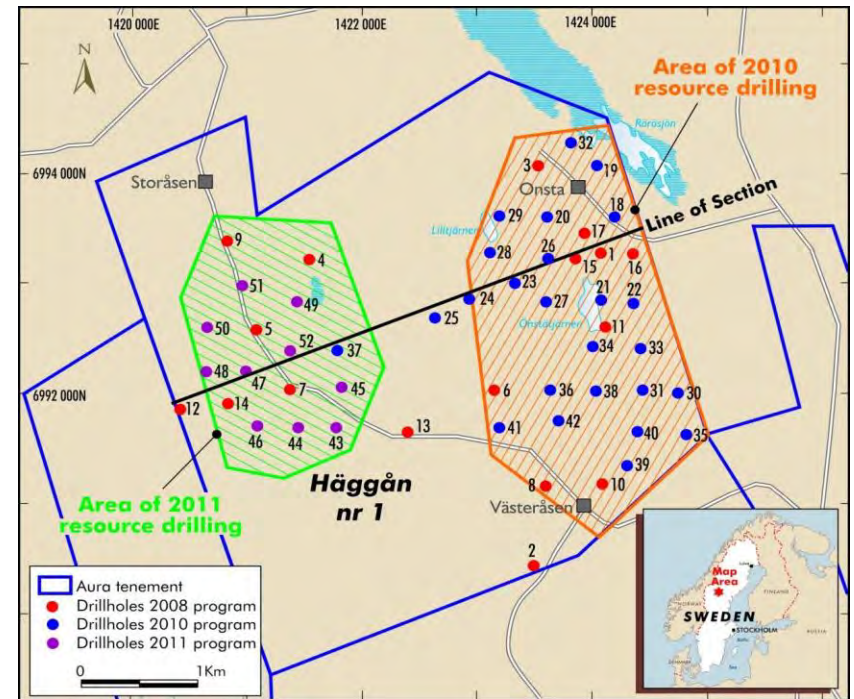 1420 000E
1422 000E
1424 000E
N
Area of 2010
resource drilling
Rörösjön
6994 000N
Storåsen
Onsta
Line of Section
Lilltjärnen
Onstatjärnen
32
3
19
29
20
18
17
9
4
28
26
15
1
16
51
49
24
23
27
21
22
50
5
25
11
52
37
34
33
48
47
7
45
6
36
38
31
30
6992 000N
12
14
13
41
42
40
35
46
44
43
39
8
10
Häggån
nr 1
Västeråsen
Area of 2011
resource drilling
2
Aura tenement
Drillholes 2008 program
Drillholes 2010 program
Drillholes 2011 program
0
1Km
Map
Area
NORWAY
SWEDEN
FINLAND
STOCKHOLM
RUSSIA
DENMARK